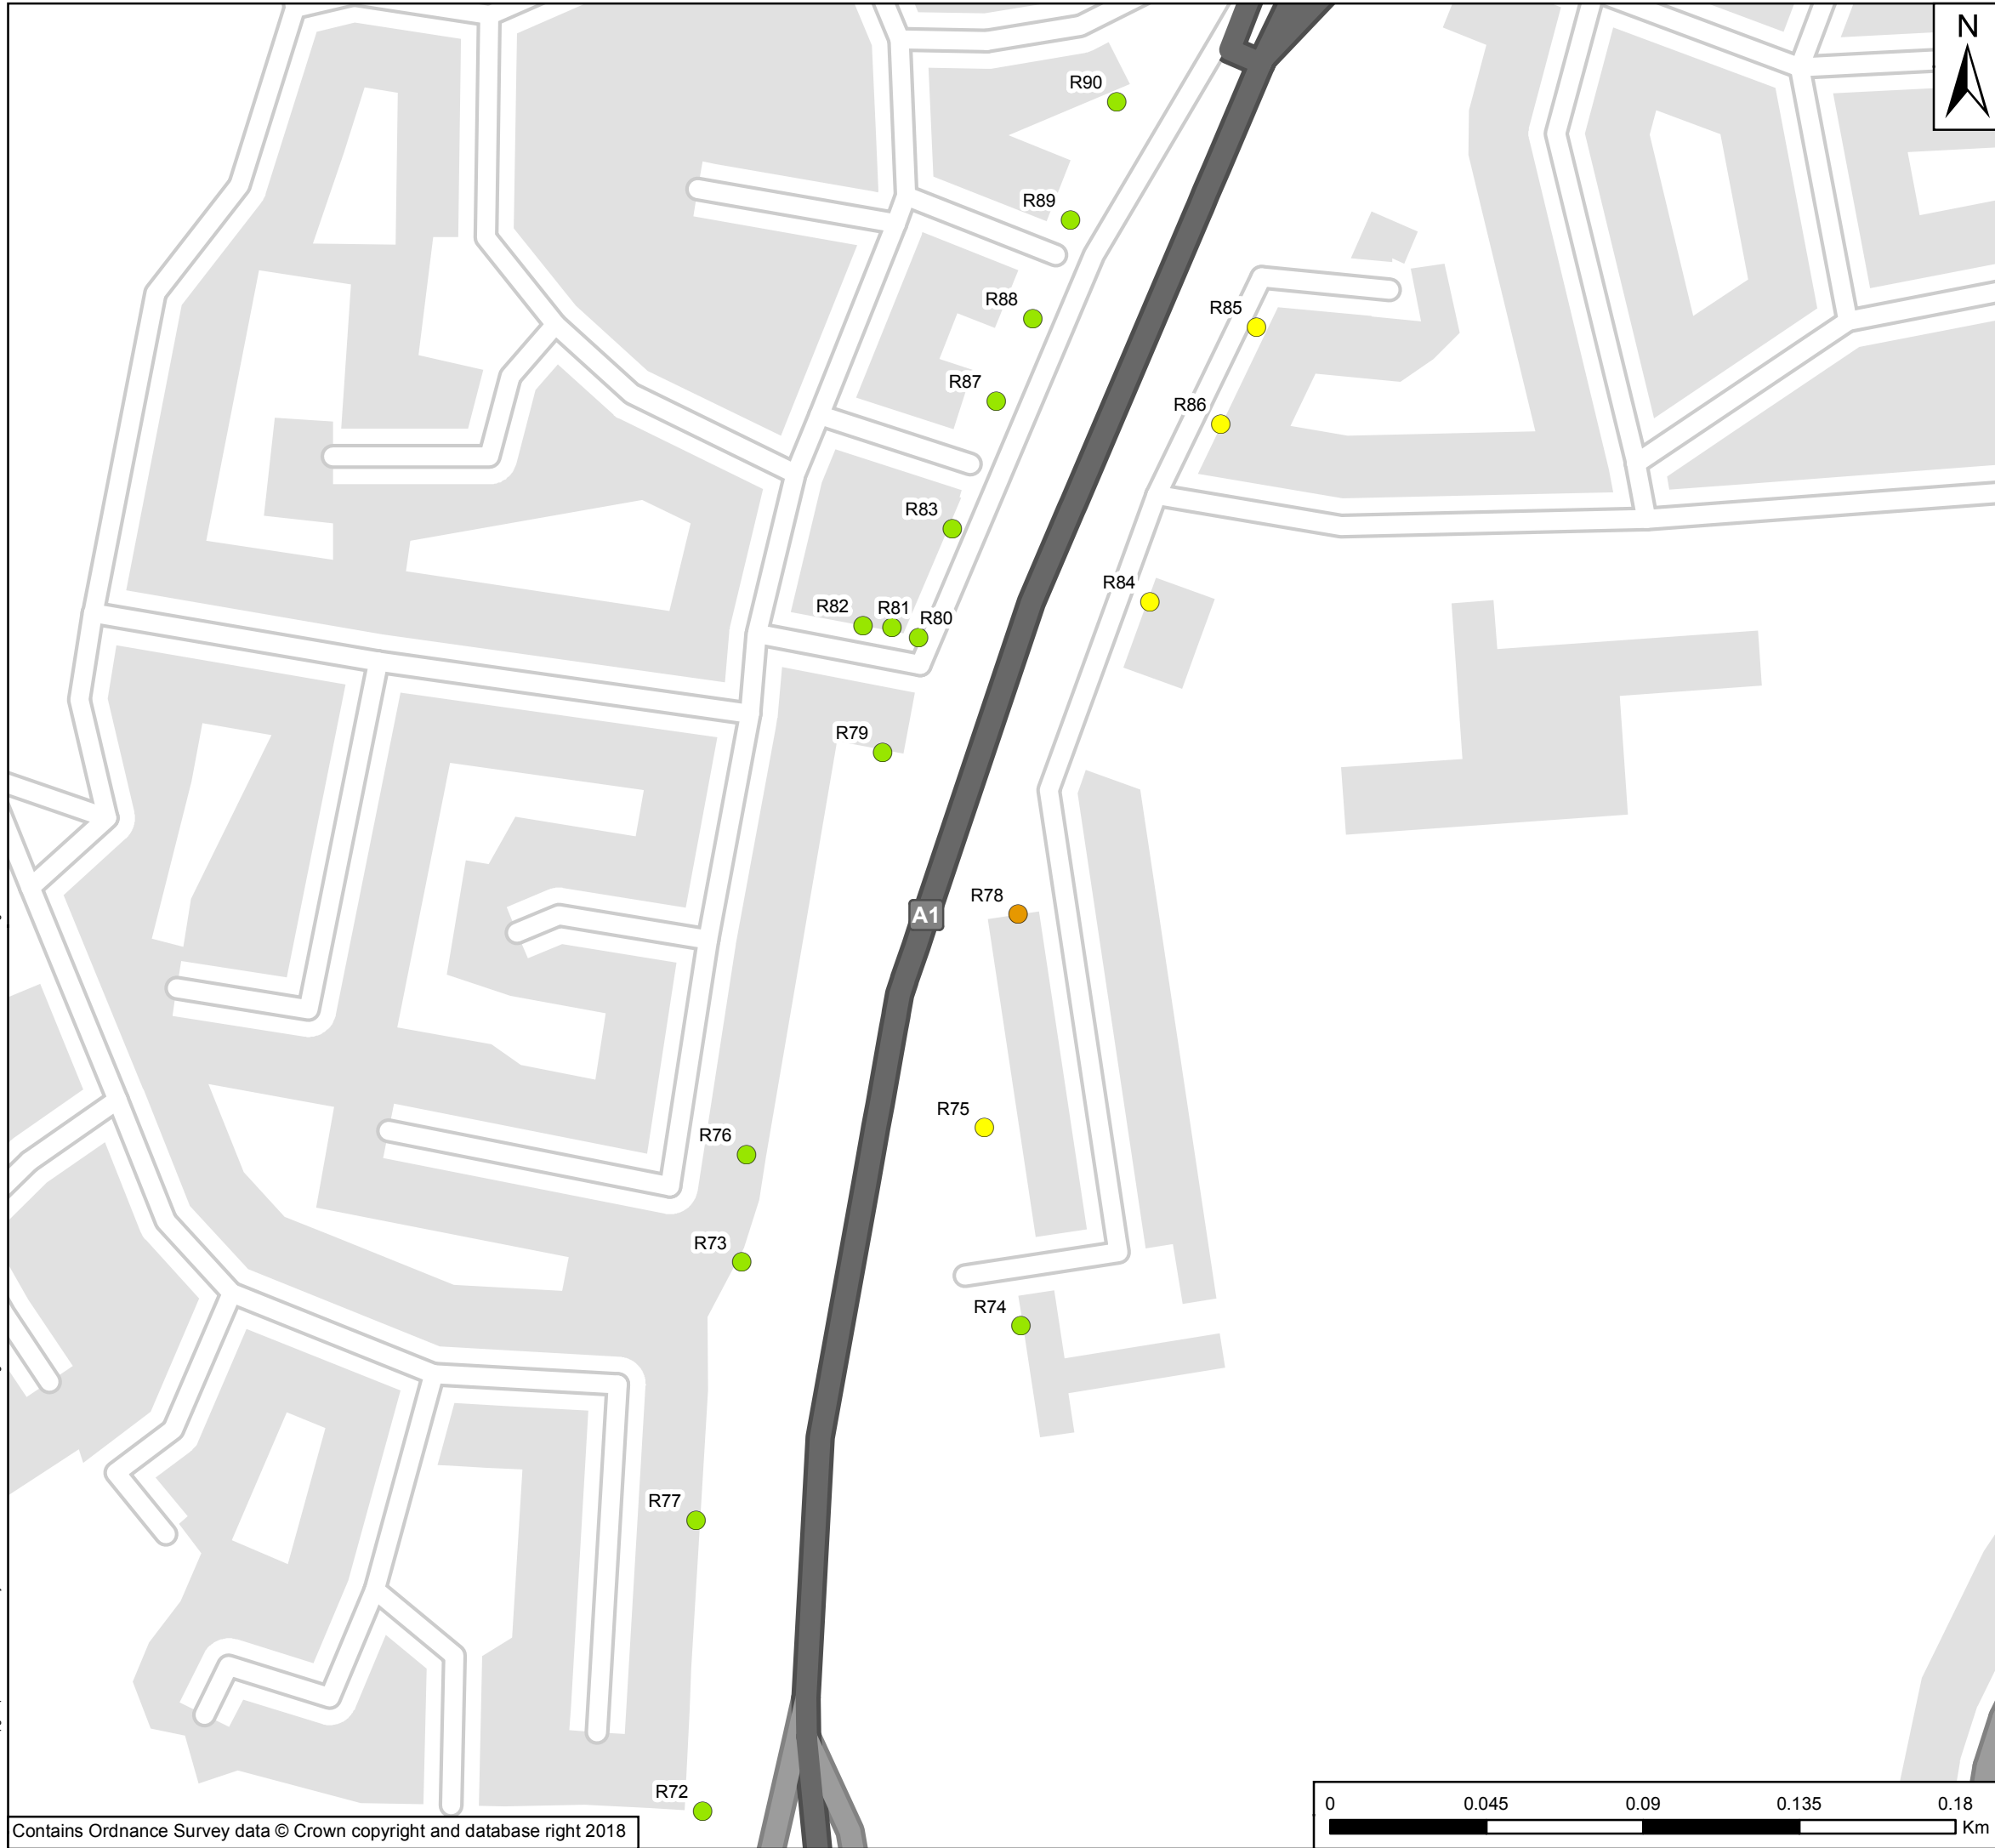 N
R90
R89
R88
R85
R87
R86
R83
R84
R82
R81
R80
R79
R78
A1
R75
R76
R73
R74
R77
R72
0 0.045 0.09 0.135 0.18
Km
Contains Ordnance Survey data © Crown copyright and database right 2018